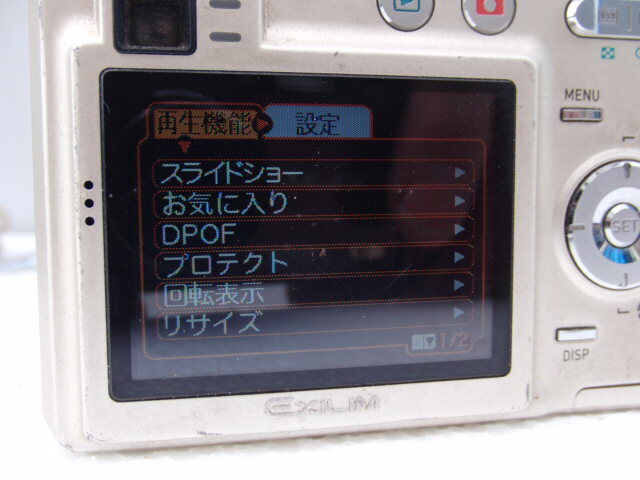 再生機能 設定
スライドショー
お気に入り
DPOF
プロテクト
回転表示
リサイズ
1/2
MENU
SET
DISP
EXILIM